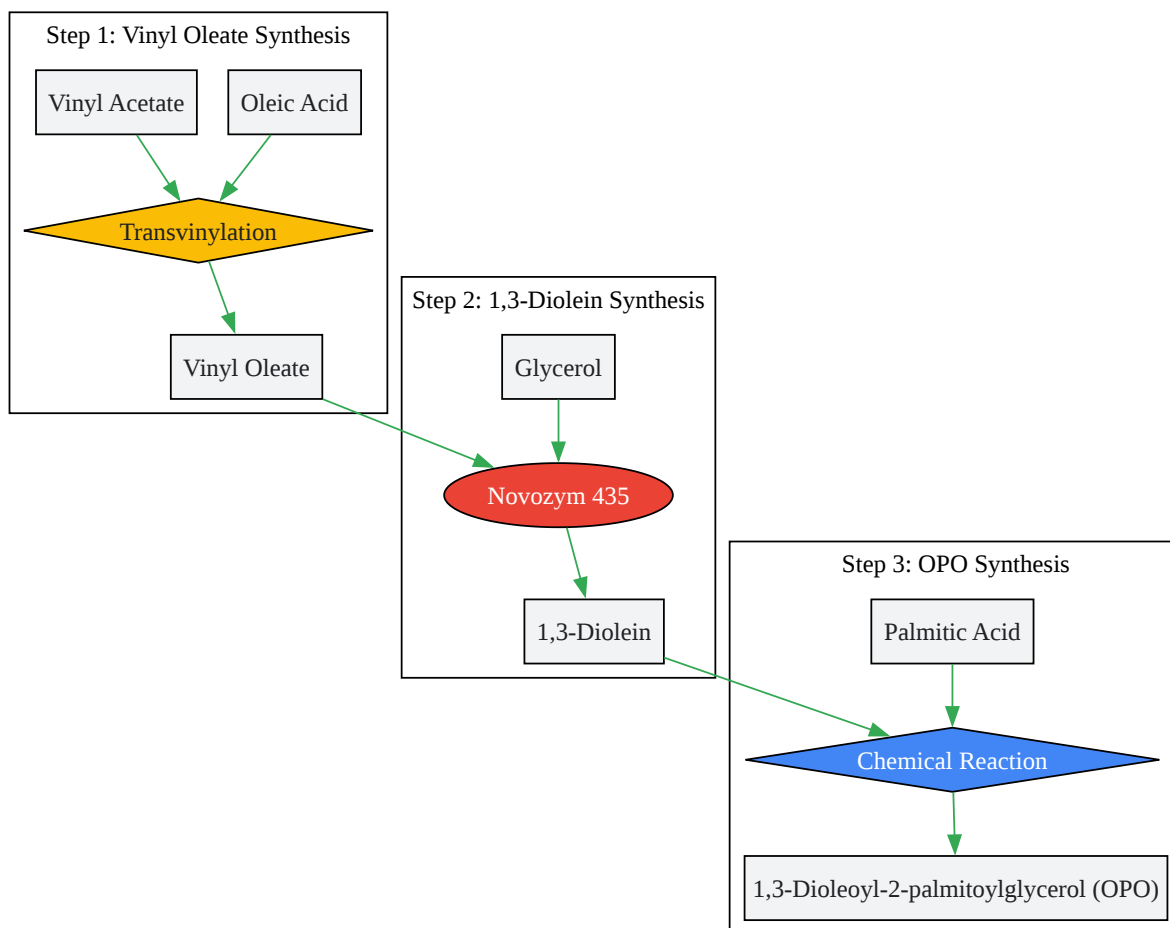 Step 1: Vinyl Oleate Synthesis
Vinyl Acetate
Oleic Acid
Transvinylation
Vinyl Oleate
Step 2: 1,3-Diolein Synthesis
Glycerol
Novozym 435
1,3-Diolein
Step 3: OPO Synthesis
Palmitic Acid
Chemical Reaction
1,3-Dioleoyl-2-palmitoylglycerol (OPO)